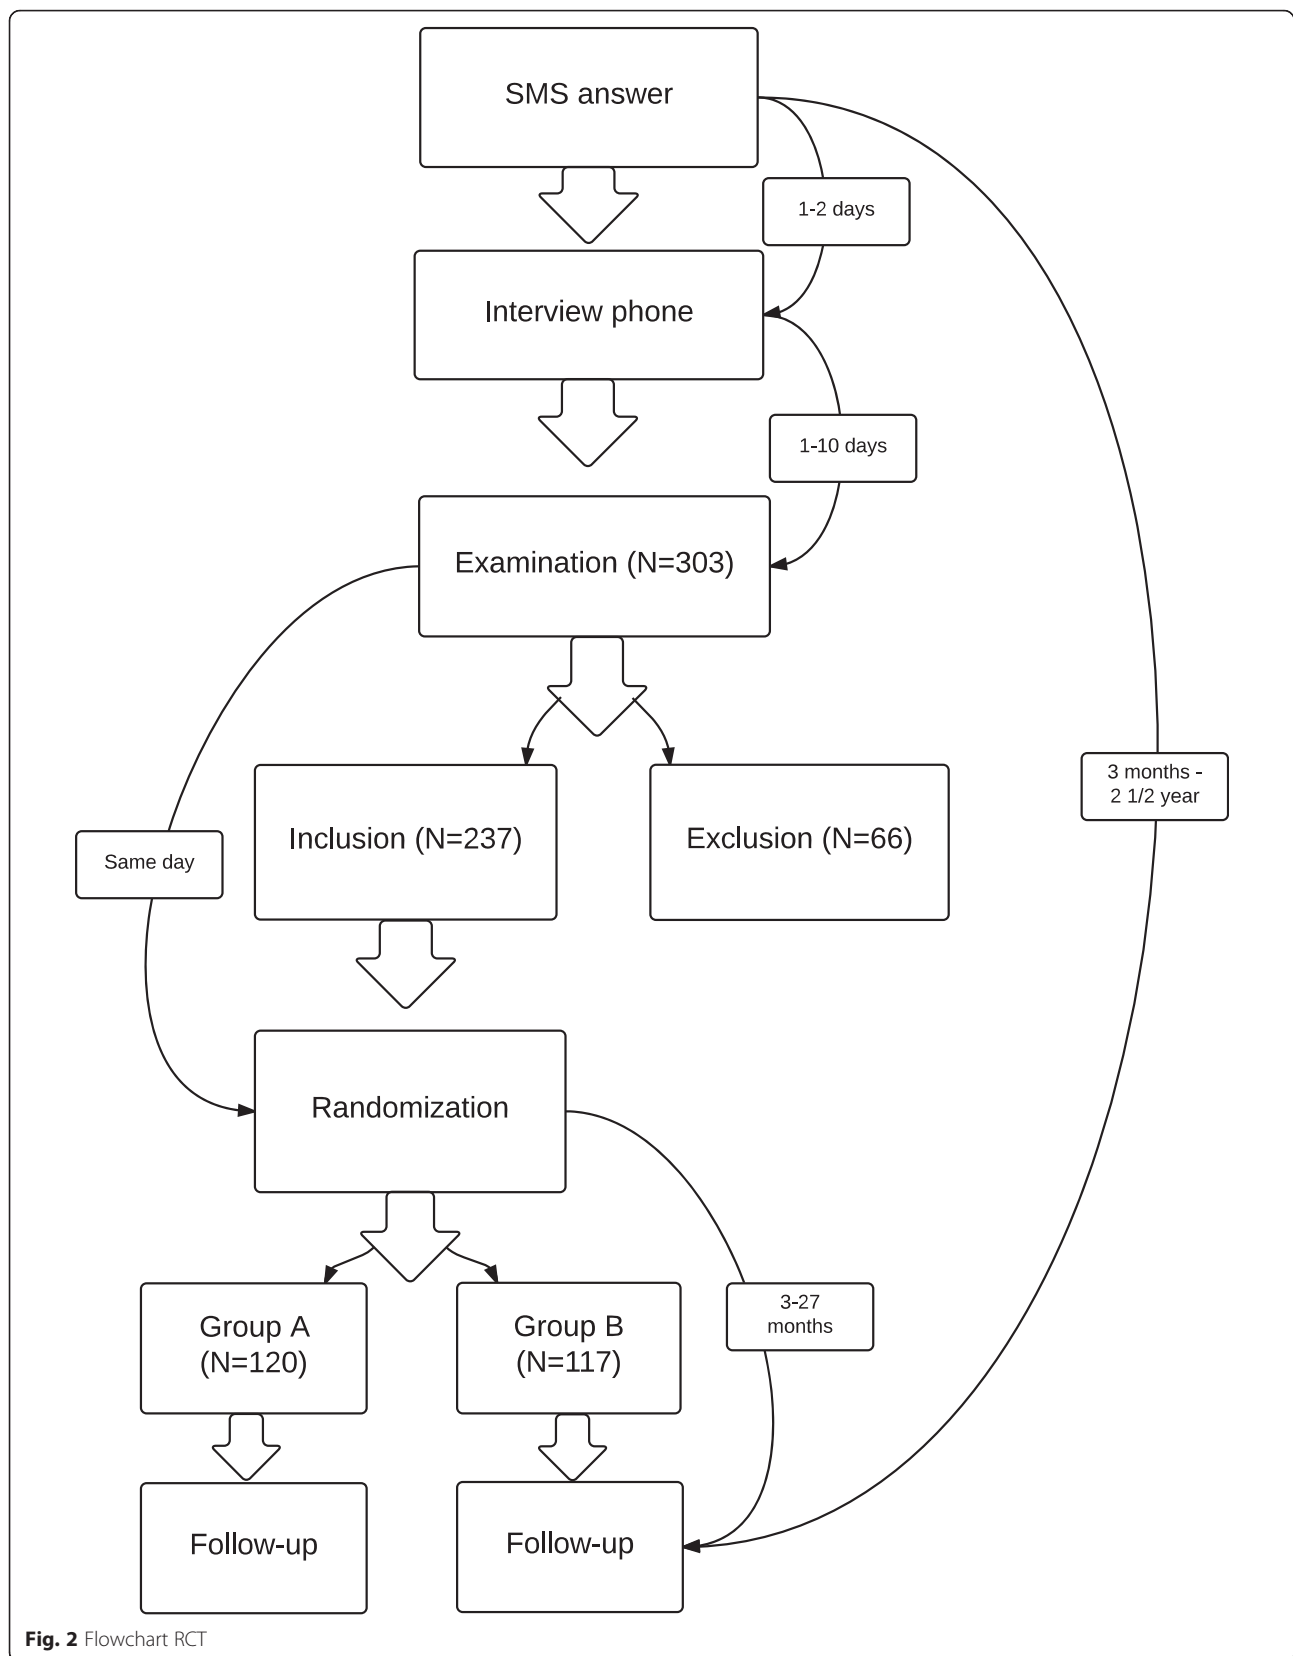 SMS answer
1-2 days
Interview phone
1-10 days
Examination (N=303)
3 months -
2 1/2 year
Inclusion (N=237)
Exclusion (N=66)
Same day
Randomization
3-27
months
Group A
(N=120)
Group B
(N=117)
Follow-up
Follow-up
Fig. 2 Flowchart RCT